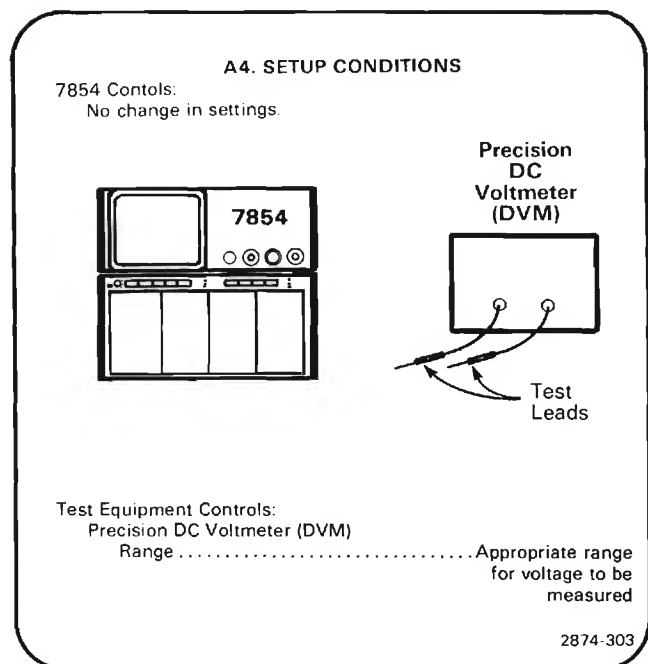 A4. SETUP CONDITIONS
7854 Contols:
No change in settings.
Precision
DC
Voltmeter
(DVM)
7854
Test
Leads
Test Equipment Controls:
Precision DC Voltmeter (DVM)
Range ............................... Appropriate range
for voltage to be
measured
2874-303